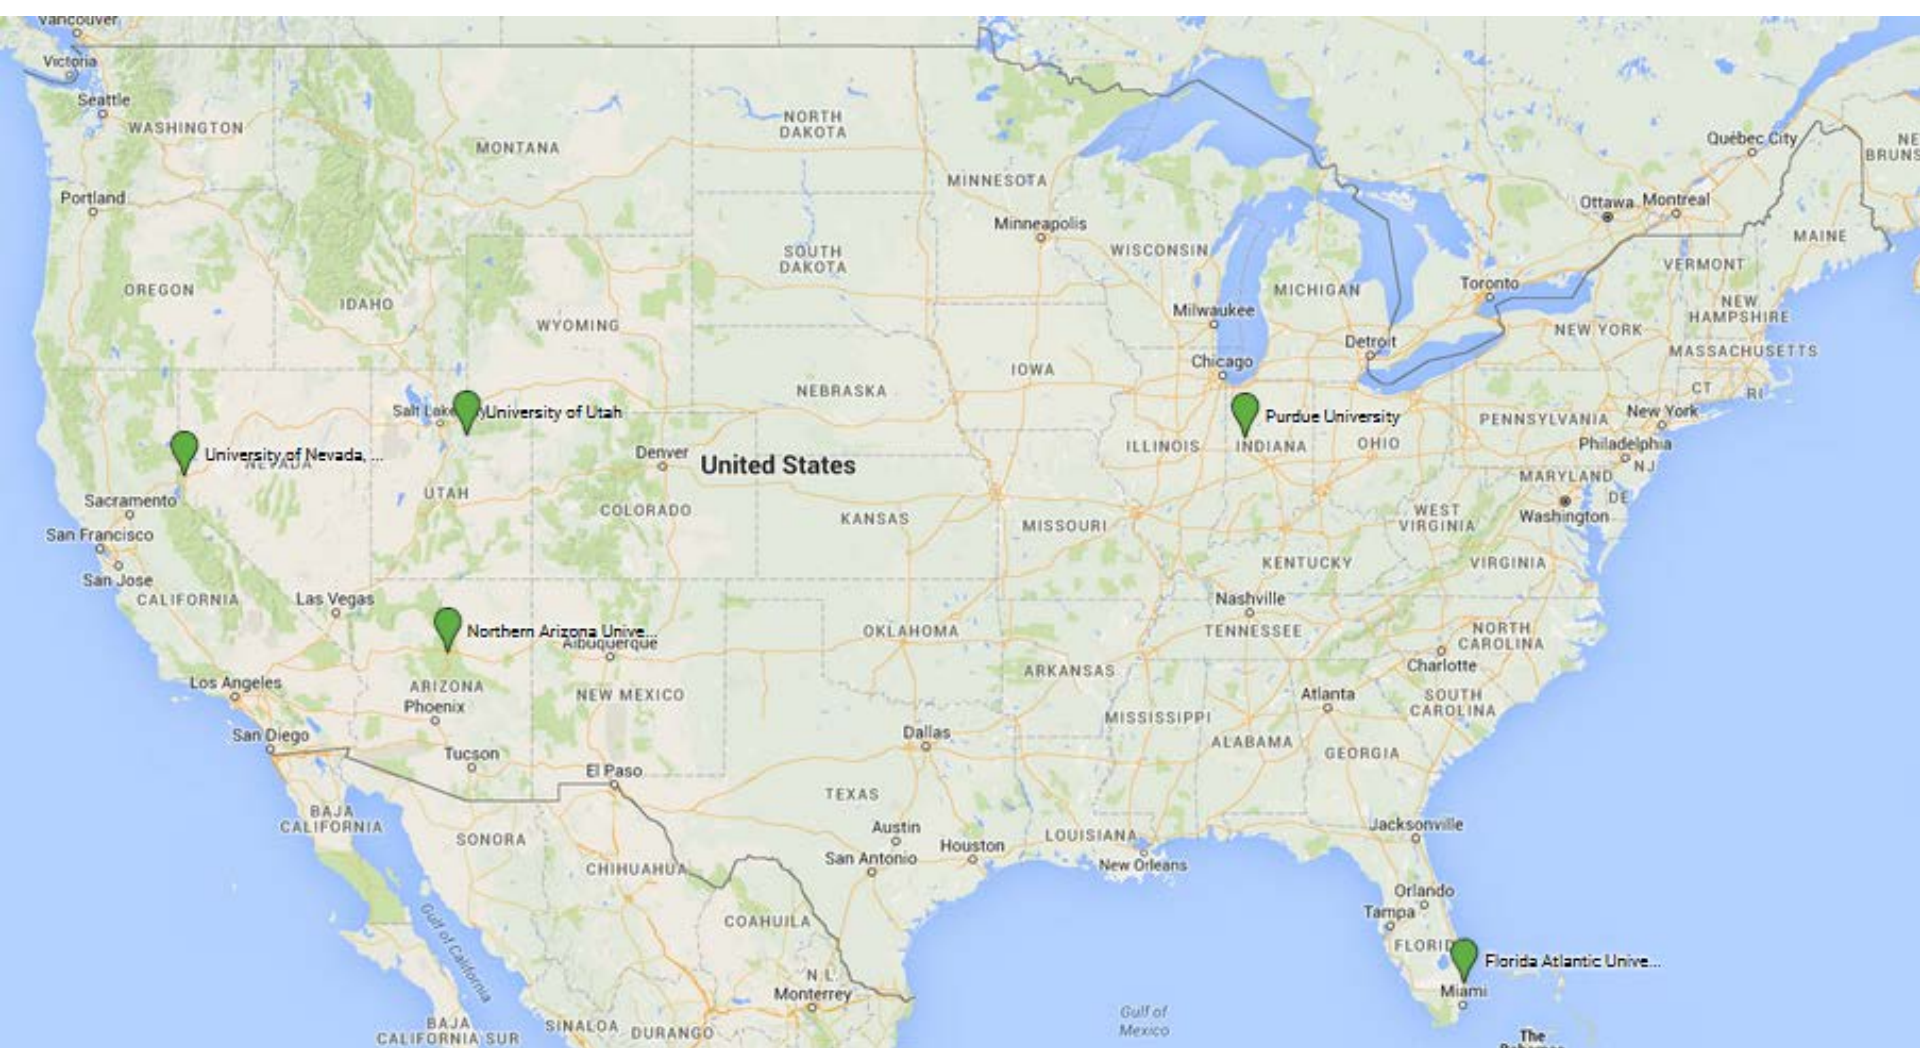 Vancouver
Victoria
Seattle
WASHINGTON
NORTH
DAKOTA
MONTANA
MINNESOTA
Québec City
NE
BRUNS
Portland
Minneapolis
Ottawa
Montreal
WISCONSIN
SOUTH
DAKOTA
MAINE
VERMONT
OREGON
IDAHO
MICHIGAN
Toronto
WYOMING
Milwaukee
NEW
HAMPSHIRE
NEW YORK
Detroit
MASSACHUSETTS
Chicago
IOWA
NEBRASKA
CT
RI
Salt Lake
University of Utah
Purdue University
PENNSYLVANIA
New York
ILLINOIS
INDIANA
OHIO
Philadelphia
University of Nevada, ...
NEVADA
Denver
United States
NJ
MARYLAND
UTAH
DE
Sacramento
COLORADO
KANSAS
MISSOURI
WEST
VIRGINIA
Washington
San Francisco
KENTUCKY
VIRGINIA
San Jose
CALIFORNIA
Las Vegas
Nashville
Northern Arizona Unive...
Albuquerque
OKLAHOMA
TENNESSEE
NORTH
CAROLINA
ARKANSAS
Charlotte
Los Angeles
ARIZONA
NEW MEXICO
Atlanta
SOUTH
CAROLINA
Phoenix
MISSISSIPPI
San Diego
Dallas
ALABAMA
GEORGIA
Tucson
El Paso
TEXAS
BAJA
CALIFORNIA
SONORA
Austin
LOUISIANA
Jacksonville
Houston
San Antonio
CHIHUAHUA
New Orleans
Orlando
Tampa
COAHUILA
Gulf of California
FLORID
Florida Atlantic Unive...
N.L.
Monterrey
Miami
Gulf of
Mexico
BAJA
CALIFORNIA SUR
SINALOA
DURANGO
The